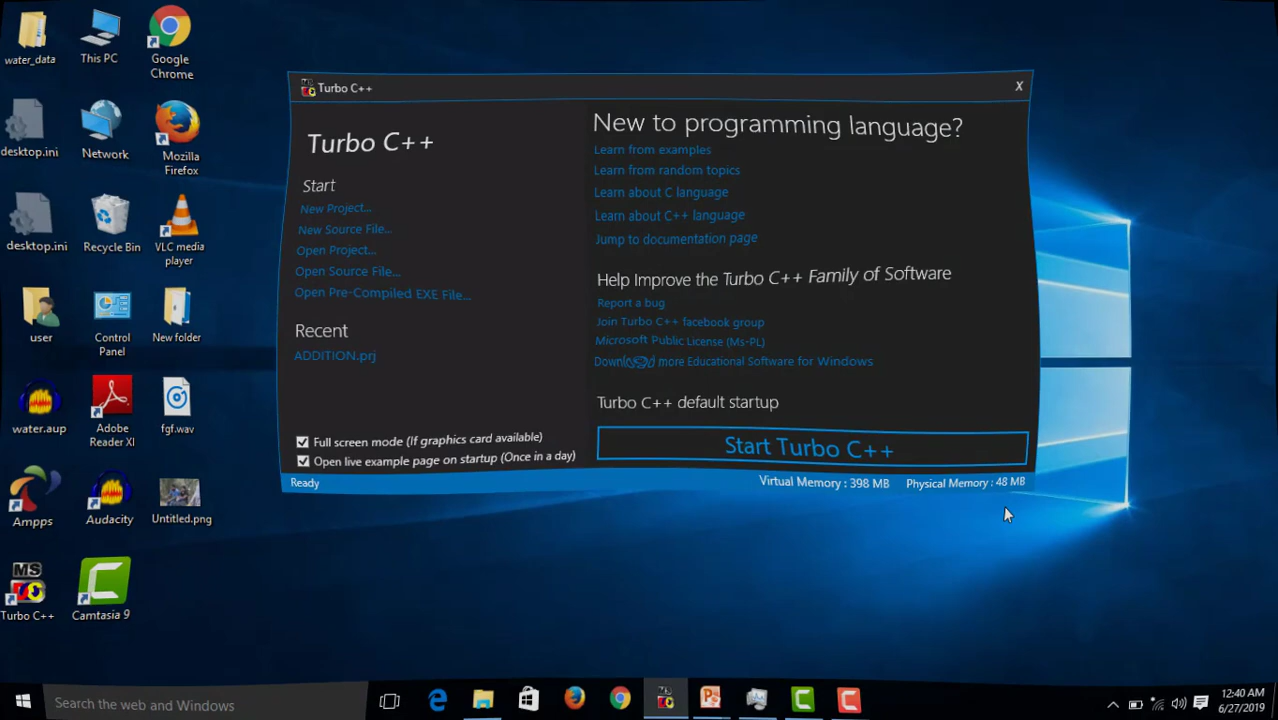 water_data
This PC
Google
Chrome
desktop.ini
Network
Mozilla
Firefox
desktop.ini
Recycle Bin
VLC media
player
user
Control
Panel
New folder
water.aup
Adobe
Reader XI
fgf.wav
Ampps
Audacity
Untitled.png
MS
Turbo C++
Camtasia 9
Turbo C++
X
Turbo C++
Start
New Project...
New Source File...
Open Project...
Open Source File...
Open Pre-Compiled EXE File...
Recent
ADDITION.prj
Full screen mode (If graphics card available)
Open live example page on startup (Once in a day)
New to programming language?
Learn from examples
Learn from random topics
Learn about C language
Learn about C++ language
Jump to documentation page
Help Improve the Turbo C++ Family of Software
Report a bug
Join Turbo C++ facebook group
Microsoft Public License (Ms-PL)
more Educational Software for Windows
Turbo C++ default startup
Start Turbo C++
Ready
Virtual Memory : 398 MB
Physical Memory : 48 MB
Search the web and Windows
12:40 AM
6/27/2019